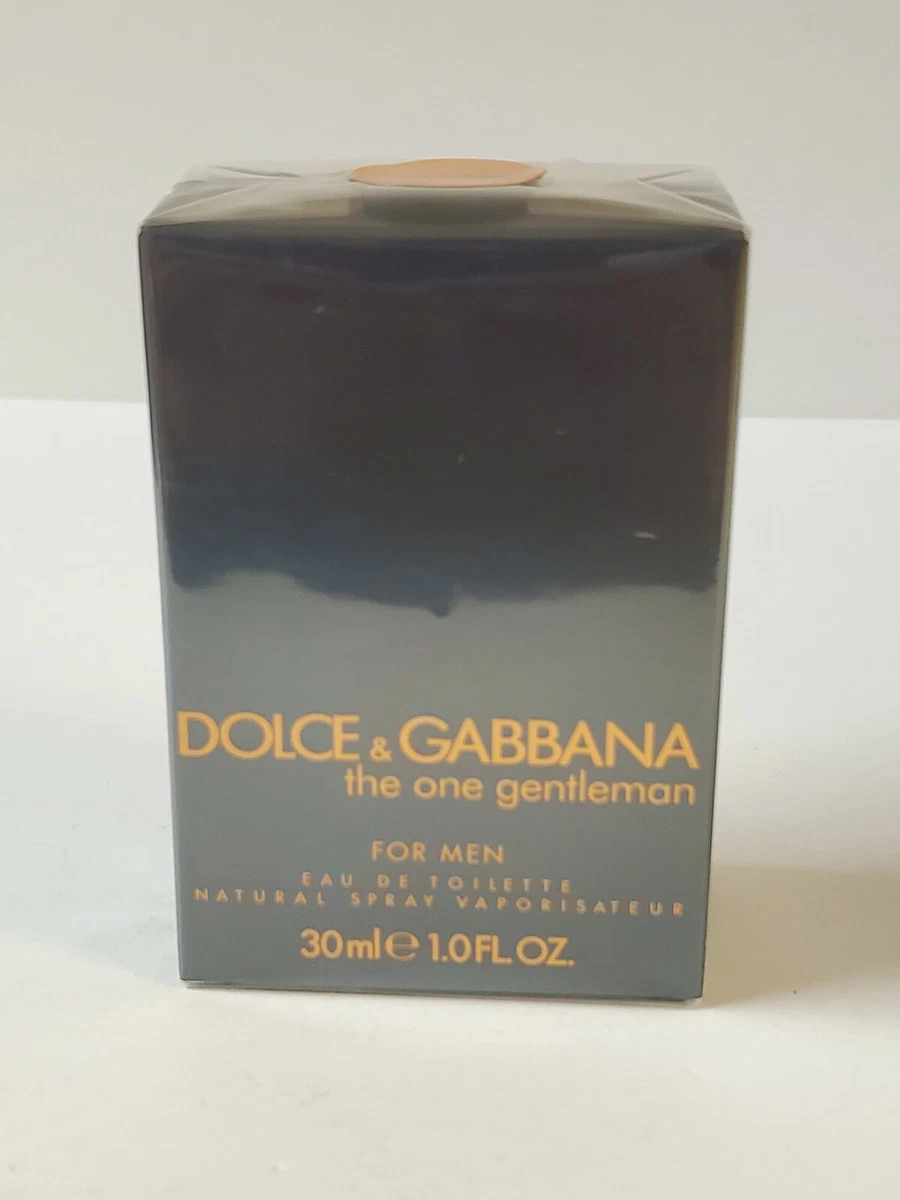 DOLCE & GABBANA
the one gentleman
FOR MEN
EAU DE TOILETTE
NATURAL SPRAY VAPORISATEUR
30ml e 1.0FL.OZ.